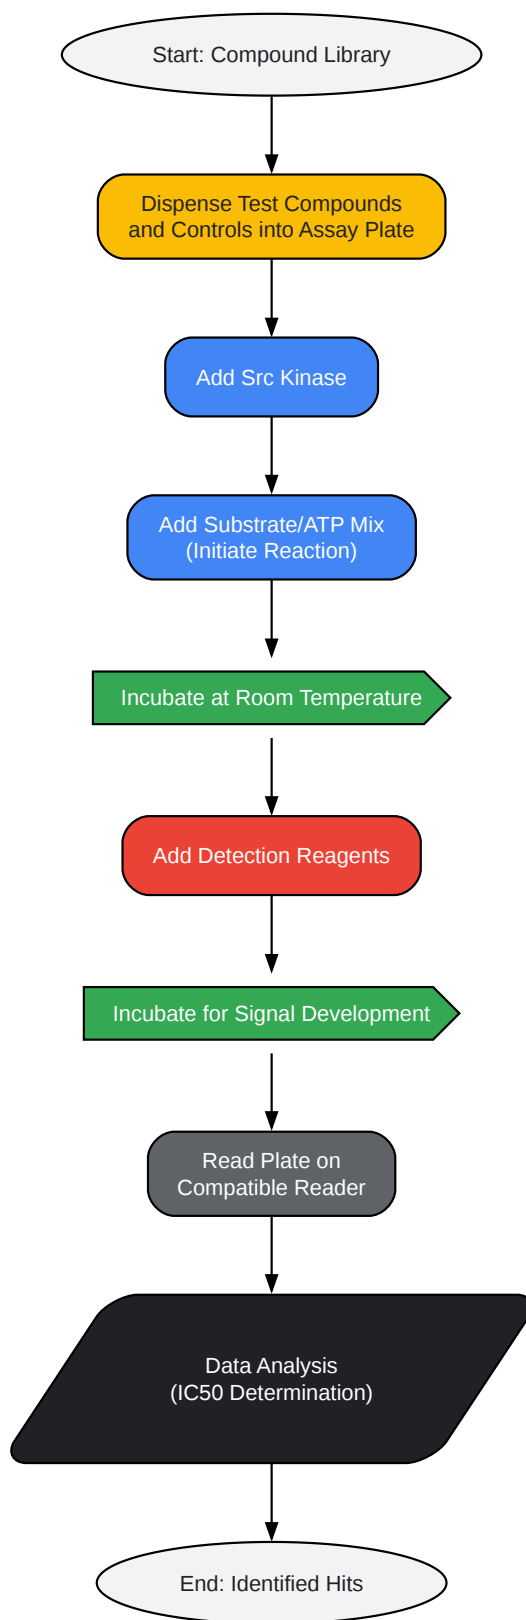 Start: Compound Library
Dispense Test Compounds
and Controls into Assay Plate
Add Src Kinase
Add Substrate/ATP Mix
(Initiate Reaction)
Incubate at Room Temperature
Add Detection Reagents
Incubate for Signal Development
Read Plate on
Compatible Reader
Data Analysis
(IC50 Determination)
End: Identified Hits